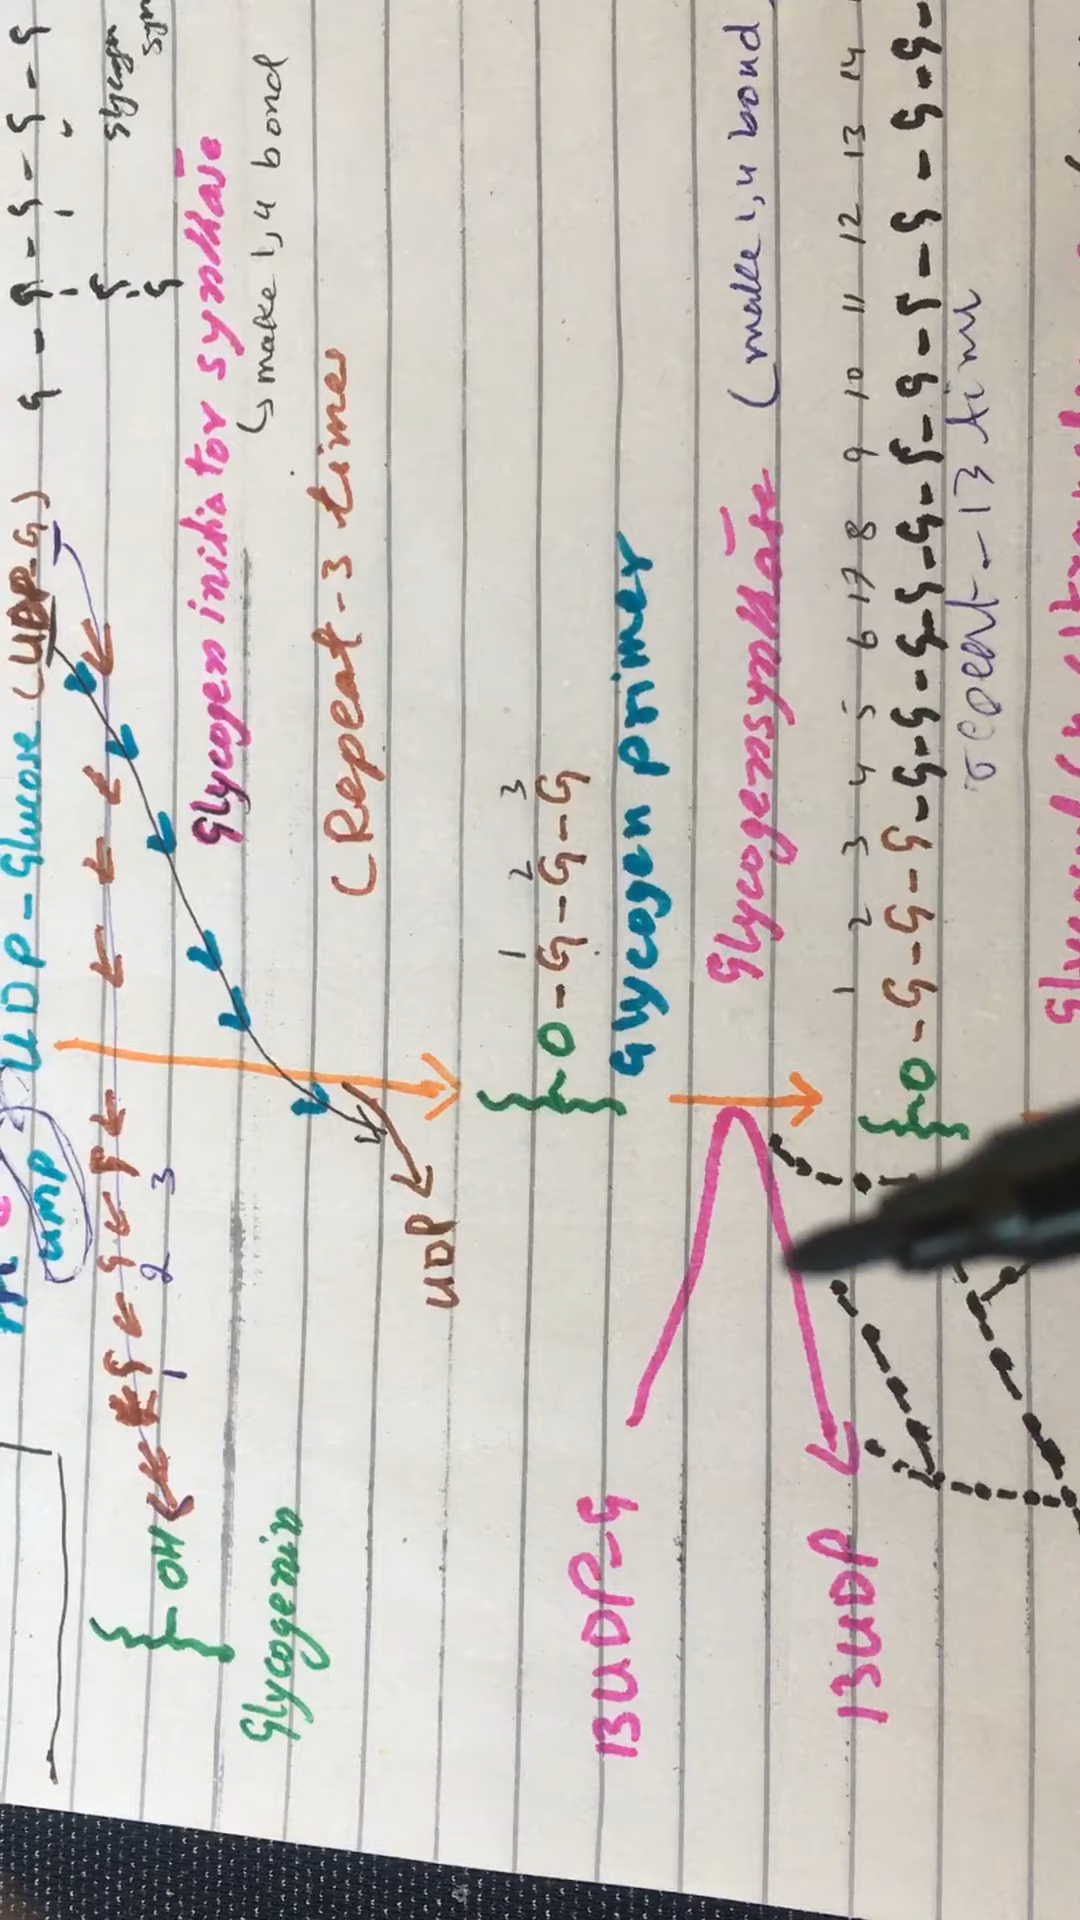 UDP-Glucose (UDP-G)
UMP
G - G - G - G - G
Glycogen
-OH
G G G
1 2 3
Glycogenin
Glycogen initiator synthase
make 1,4 bond
(Repeat-3 times
UDP
1 2 3
O-G-G-G
Glycogen primer
13UDP-G
Glycogensynthase (make 1,4 bond
13UDP
1 2 3 4 5 6 17 8 9 10 11 12 13 14
O-G-G-G-G-G-G-G-G-G-G-G-G-G-
repeat-13 time